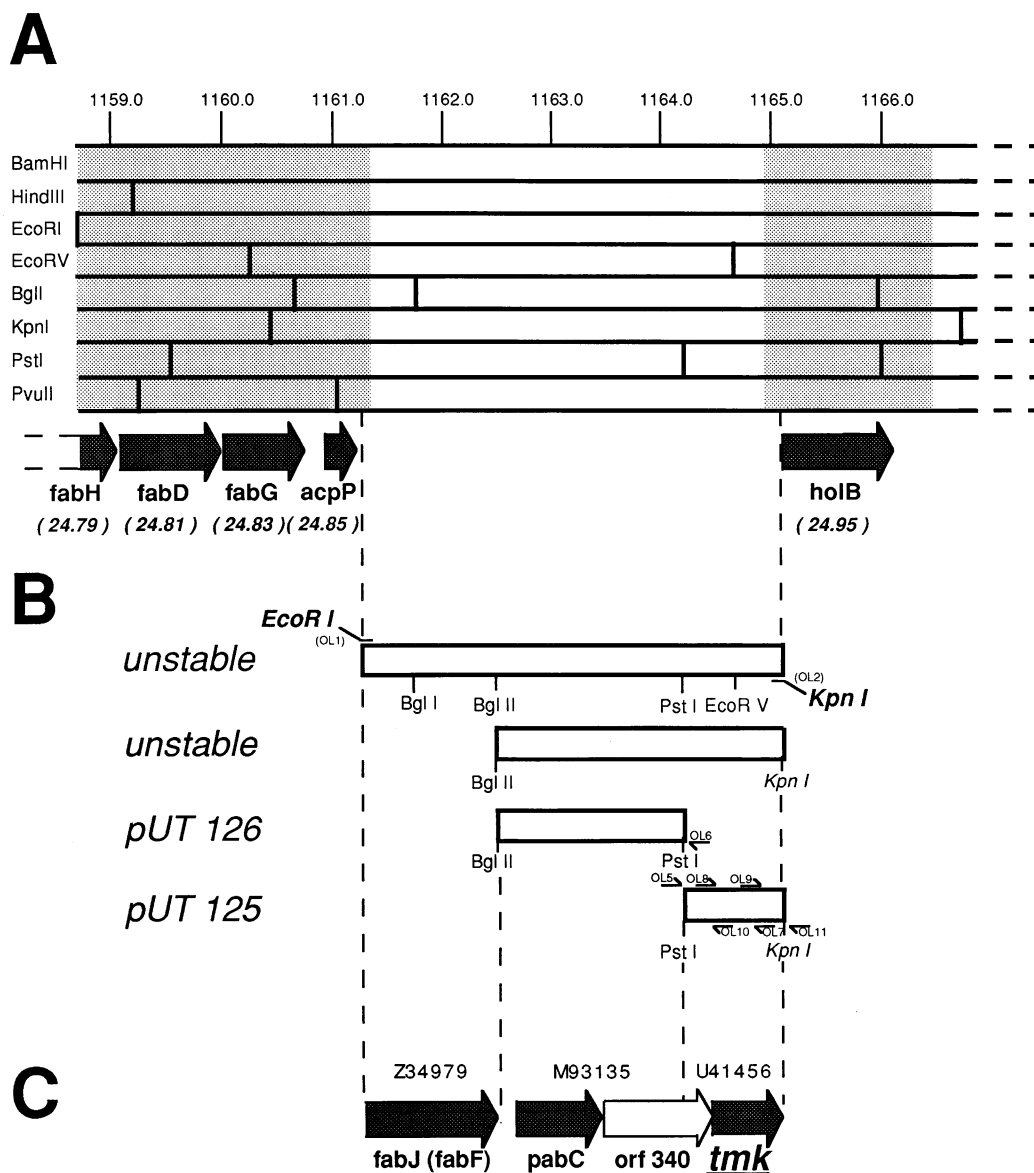 A
1159.0 1160.0 1161.0 1162.0 1163.0 1164.0 1165.0 1166.0
BamHI
HindIII
EcoRI
EcoRV
BglI
KpnI
PstI
PvuII
fabH fabD fabG acpP holB
( 24.79 ) ( 24.81 ) ( 24.83 ) ( 24.85 ) ( 24.95 )
B
EcoR I
(OL1)
unstable
(OL2)
Bgl I Bgl II Pst I EcoR V Kpn I
unstable
Bgl II Kpn I
pUT 126
OL6
Bgl II Pst I
OL5 OL8 OL9
pUT 125
OL10 OL7 OL11
Pst I Kpn I
C
Z34979 M93135 U41456
fabJ (fabF) pabC orf 340 tmk